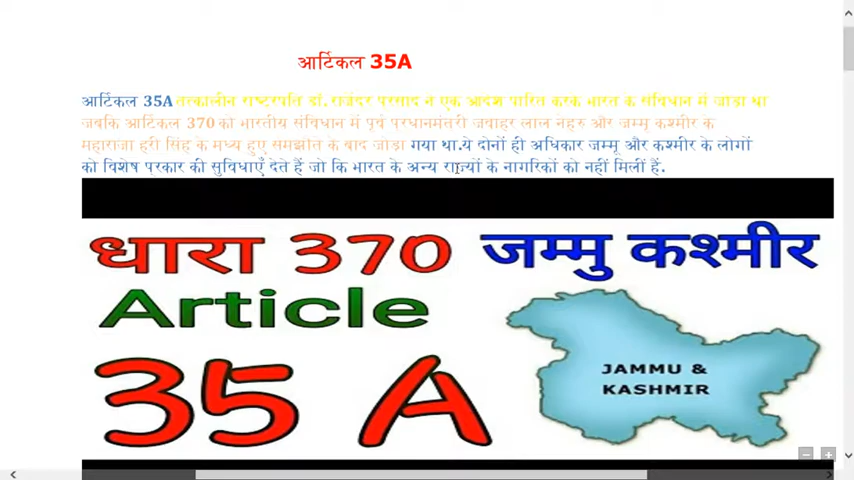 आर्टिकल 35A
आर्टिकल 35A तत्कालीन राष्ट्रपति डॉ. राजेंदर प्रसाद ने एक आदेश पारित करके भारत के संविधान में जोड़ा था
जबकि आर्टिकल 370 को भारतीय संविधान में पूर्व प्रधानमंत्री जवाहर लाल नेहरु और जम्मू कश्मीर के
महाराजा हरी सिंह के मध्य हुए समझौते के बाद जोड़ा गया था.ये दोनों ही अधिकार जम्मू और कश्मीर के लोगों
को विशेष प्रकार की सुविधाएँ देते हैं जो कि भारत के अन्य राज्यों के नागरिकों को नहीं मिलीं हैं.
धारा 370 जम्मु कश्मीर
Article
35 A
JAMMU &
KASHMIR